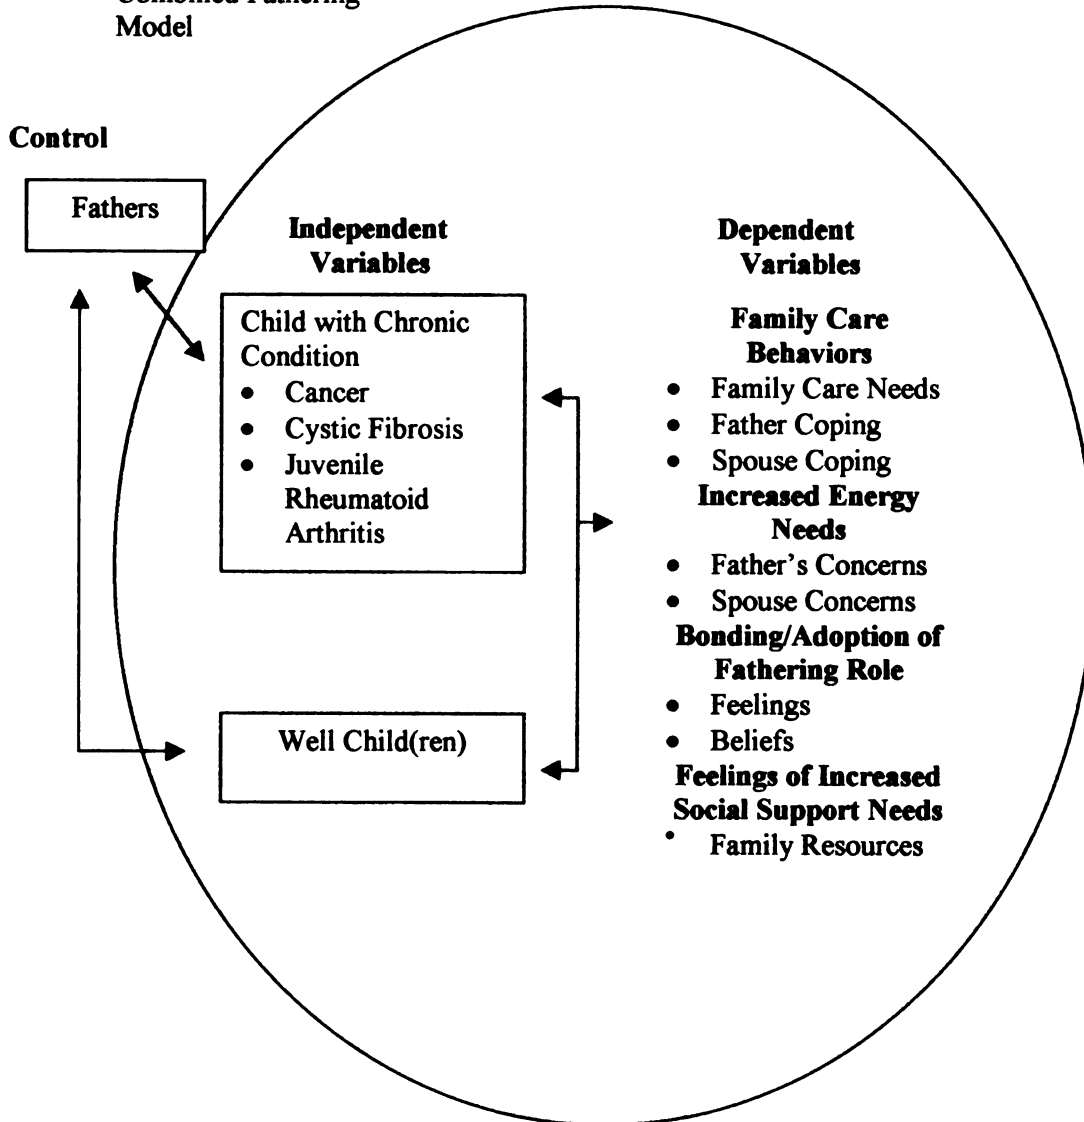 Combined Fathering
Model
Control
Fathers
Independent
Variables
Child with Chronic
Condition
• Cancer
• Cystic Fibrosis
• Juvenile
Rheumatoid
Arthritis
Well Child(ren)
Dependent
Variables
Family Care
Behaviors
• Family Care Needs
• Father Coping
• Spouse Coping
Increased Energy
Needs
• Father's Concerns
• Spouse Concerns
Bonding/Adoption of
Fathering Role
• Feelings
• Beliefs
Feelings of Increased
Social Support Needs
• Family Resources